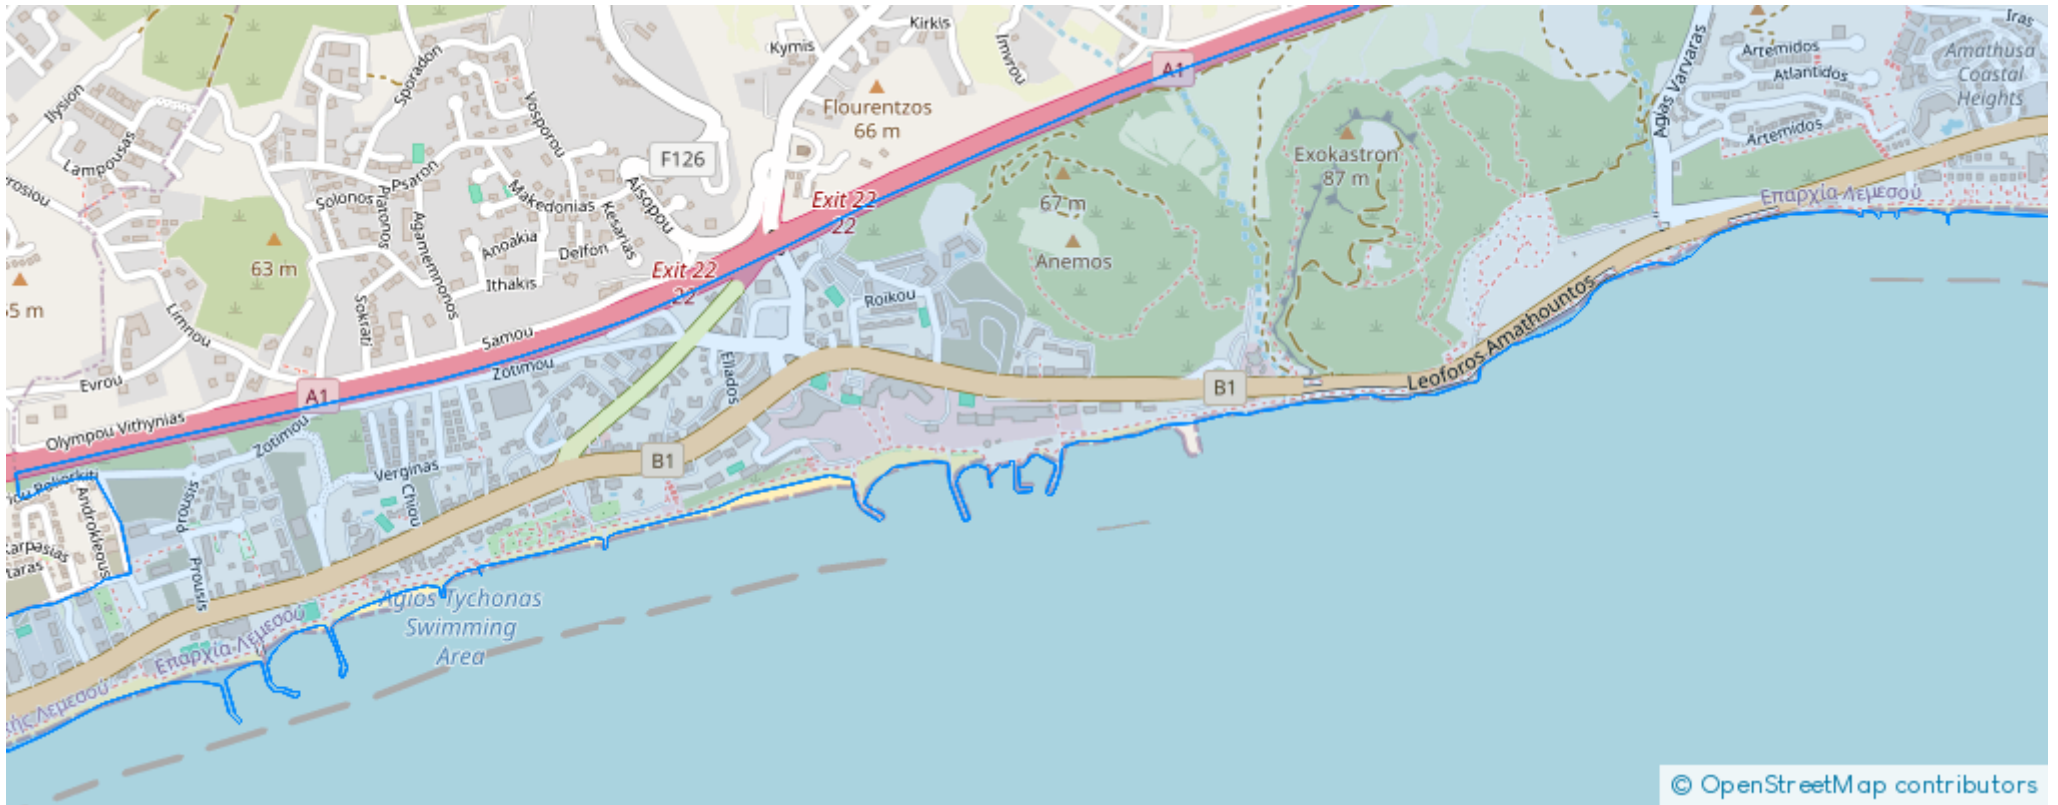 Kirkis
Iras
Kymis
Imvrou
Artemidos
Amathusa
Coastal
Heights
Sporadon
A1
Atlantidos
Ilysion
Flourentzos
66 m
Agias Varvaras
Vosporou
Artemidos
Lampousas
F126
Exokastron
87 m
Psaron
Makedonias
Aisopou
Solonos
Platonos
Kesarias
Exit 22
22
67 m
Επαρχία Λεμεσού
Agamemnonos
Anoakia
Delfon
63 m
Exit 22
22
Anemos
Ithakis
Roikou
Sokrati
Limnou
Samou
Leoforos Amathountos
Zotimou
Eliados
Evrou
A1
B1
Olympou Vithynias
Zotimou
B1
Verginas
Chiou
Prousis
Androkleous
Karpasias
Prousis
Agios Tychonas
Swimming
Area
Επαρχία Λεμεσού
Λεμεσού
© OpenStreetMap contributors